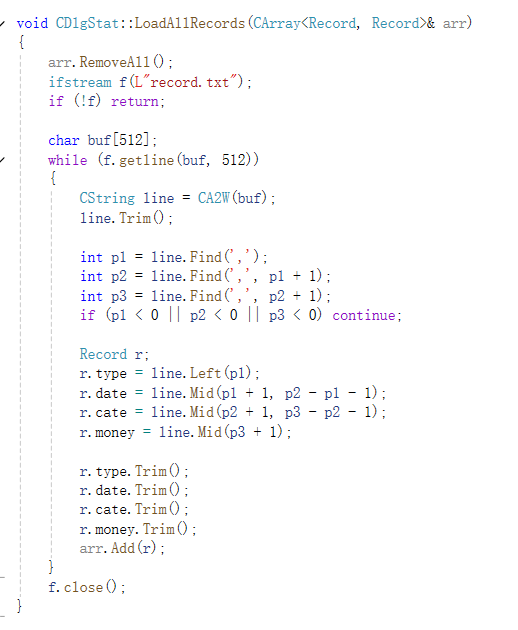 void CDlgStat::LoadAllRecords(CArray<Record, Record>& arr)
{
    arr.RemoveAll();
    ifstream f(L"record.txt");
    if (!f) return;

    char buf[512];
    while (f.getline(buf, 512))
    {
        CString line = CA2W(buf);
        line.Trim();

        int p1 = line.Find(',');
        int p2 = line.Find(',', p1 + 1);
        int p3 = line.Find(',', p2 + 1);
        if (p1 < 0 || p2 < 0 || p3 < 0) continue;

        Record r;
        r.type = line.Left(p1);
        r.date = line.Mid(p1 + 1, p2 - p1 - 1);
        r.cate = line.Mid(p2 + 1, p3 - p2 - 1);
        r.money = line.Mid(p3 + 1);

        r.type.Trim();
        r.date.Trim();
        r.cate.Trim();
        r.money.Trim();
        arr.Add(r);
    }
    f.close();
}